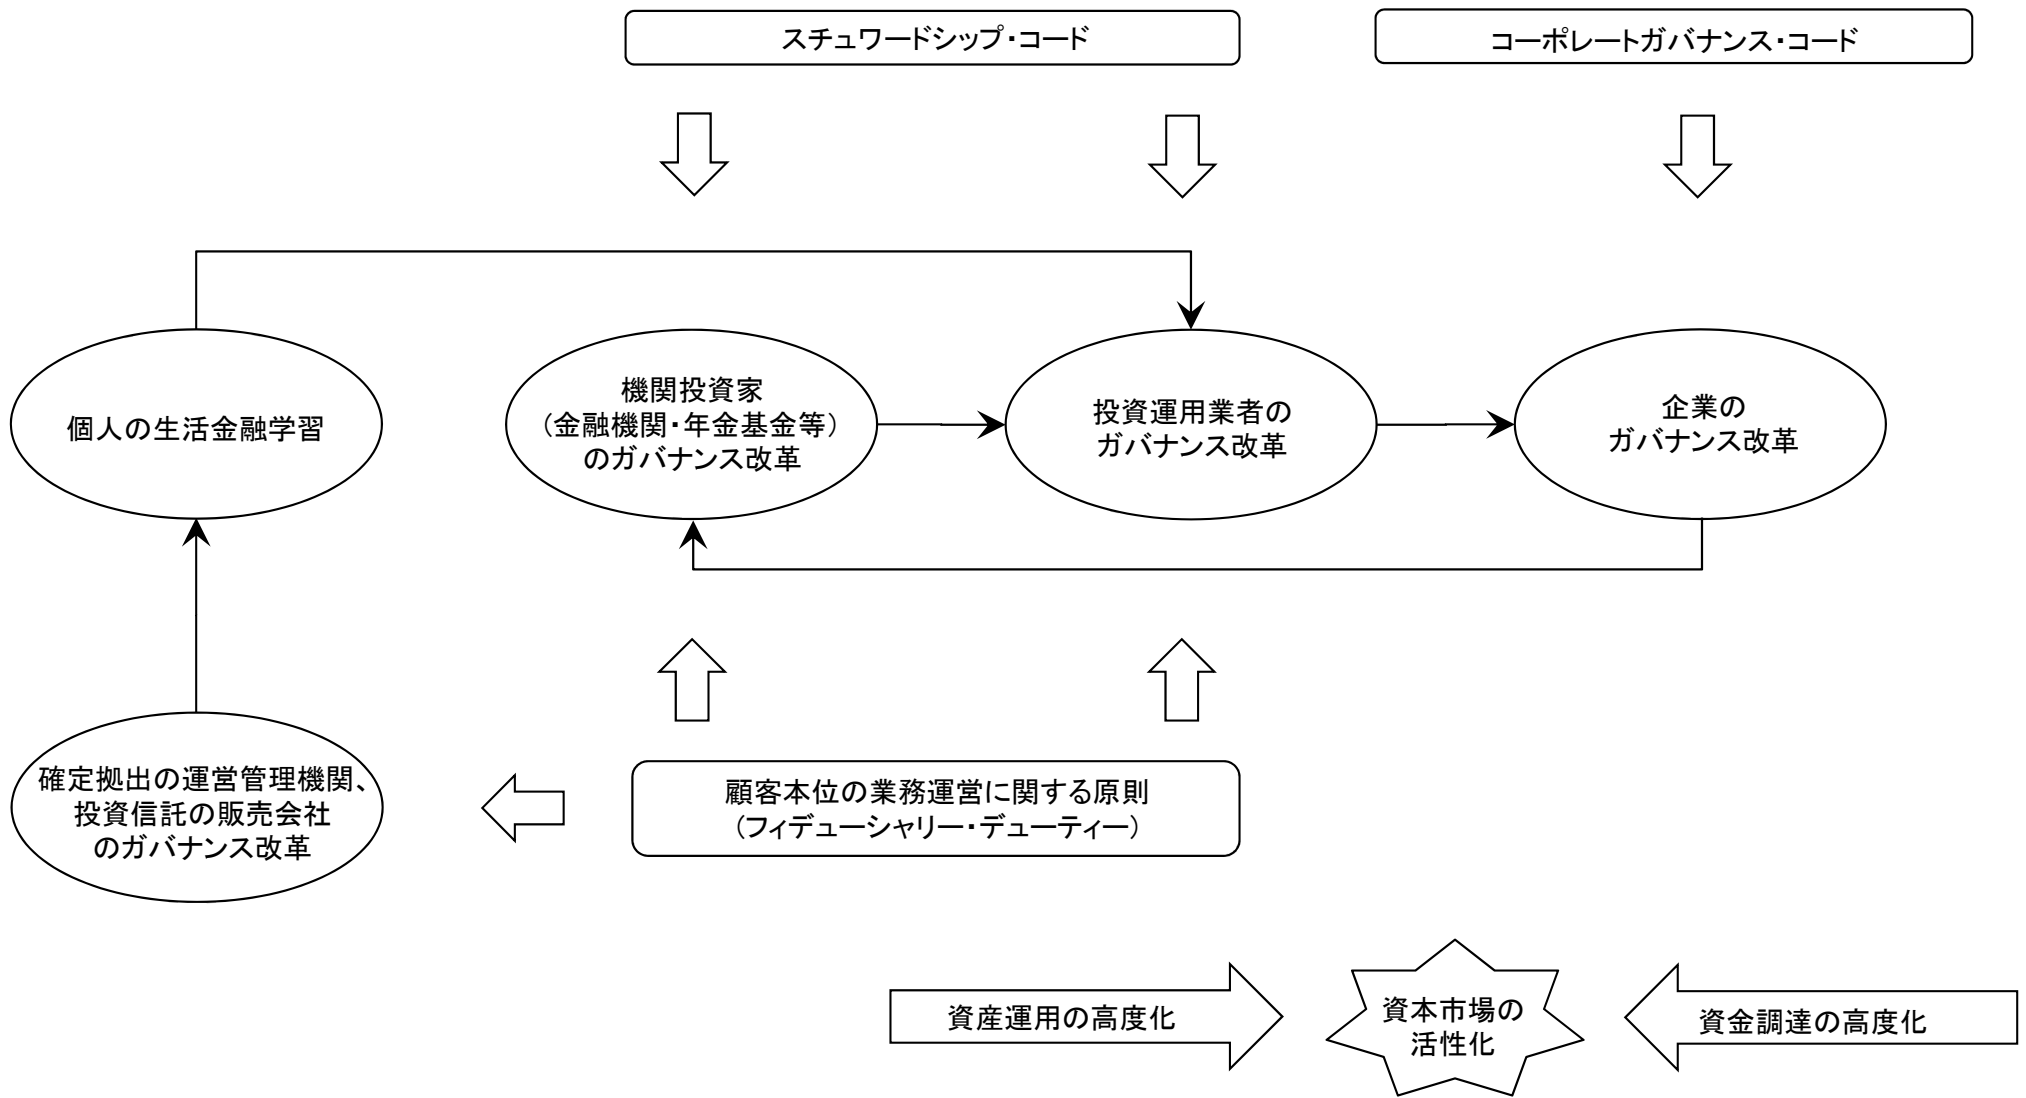 スチュワードシップ・コード
コーポレートガバナンス・コード
個人の生活金融学習
機関投資家
（金融機関・年金基金等）
のガバナンス改革
投資運用業者の
ガバナンス改革
企業の
ガバナンス改革
確定拠出の運営管理機関、
投資信託の販売会社
のガバナンス改革
顧客本位の業務運営に関する原則
（フィデューシャリー・デューティー）
資産運用の高度化
資本市場の
活性化
資金調達の高度化